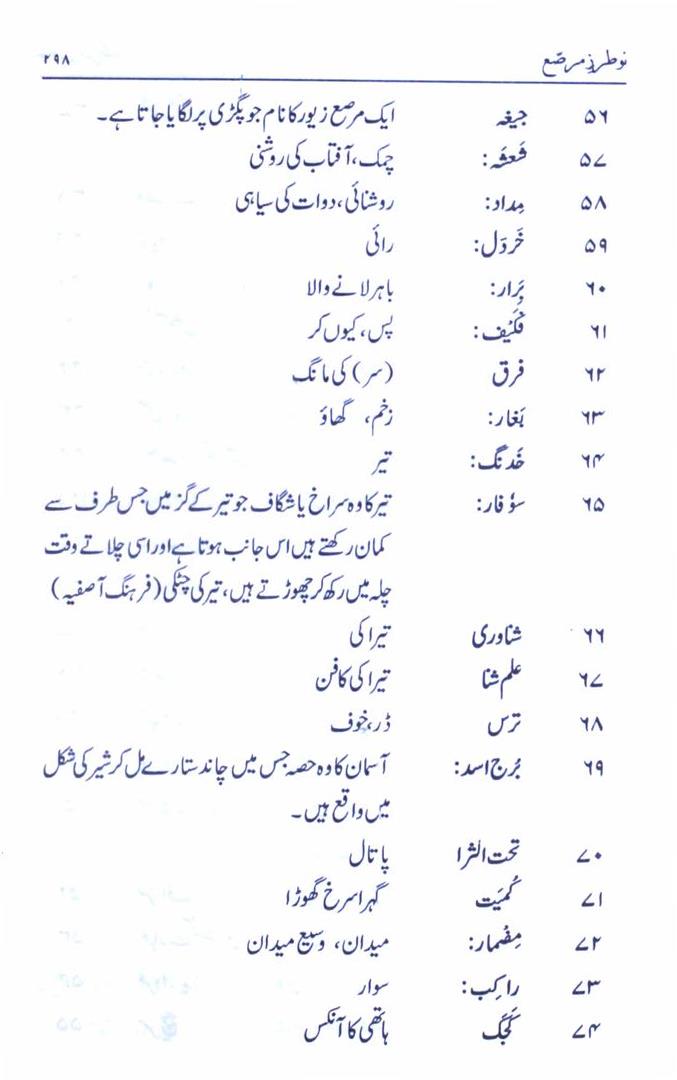 نو طرزِ مرصّع ۲۹۸
۵۶ جیغہ ایک مرصع زیور کا نام جو پگڑی پر لگایا جاتا ہے۔
۵۷ شَعشَہ: چمک، آفتاب کی روشنی
۵۸ مِداد: روشنائی، دوات کی سیاہی
۵۹ خَردَل: رائی
۶۰ بَرار: باہر لانے والا
۶۱ فَکَیْف: پس، کیوں کر
۶۲ فرق (سر) کی مانگ
۶۳ بَغار: زخم، گھاؤ
۶۴ خَدنگ: تیر
۶۵ سؤفار: تیر کا وہ سراخ یا شگاف جو تیر کے گز میں جس طرف سے
کمان رکھتے ہیں اس جانب ہوتا ہے اور اسی چلاتے وقت
چلہ میں رکھ کر چھوڑتے ہیں، تیر کی چٹکی (فرہنگ آصفیہ)
۶۶ شناوری تیراکی
۶۷ علم شنا تیراکی کا فن
۶۸ ترس ڈر، خوف
۶۹ بُرج اسد: آسمان کا وہ حصہ جس میں چاند ستارے مل کر شیر کی شکل
میں واقع ہیں۔
۷۰ تحت الثرا پاتال
۷۱ کُمَیت گہرا سرخ گھوڑا
۷۲ مِضمار: میدان، وسیع میدان
۷۳ راکِب: سوار
۷۴ کَجَک ہاتھی کا آنکس